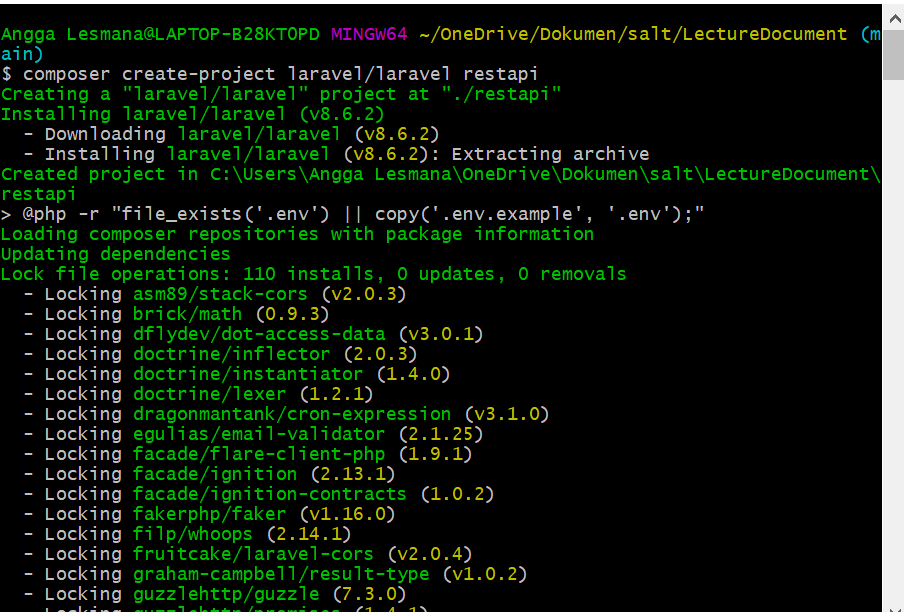 Angga Lesmana@LAPTOP-B28KTOPD MINGW64 ~/OneDrive/Dokumen/salt/LectureDocument (m
ain)
$ composer create-project laravel/laravel restapi
Creating a "laravel/laravel" project at "./restapi"
Installing laravel/laravel (v8.6.2)
  - Downloading laravel/laravel (v8.6.2)
  - Installing laravel/laravel (v8.6.2): Extracting archive
Created project in C:\Users\Angga Lesmana\OneDrive\Dokumen\salt\LectureDocument\
restapi
> @php -r "file_exists('.env') || copy('.env.example', '.env');"
Loading composer repositories with package information
Updating dependencies
Lock file operations: 110 installs, 0 updates, 0 removals
  - Locking asm89/stack-cors (v2.0.3)
  - Locking brick/math (0.9.3)
  - Locking dflydev/dot-access-data (v3.0.1)
  - Locking doctrine/inflector (2.0.3)
  - Locking doctrine/instantiator (1.4.0)
  - Locking doctrine/lexer (1.2.1)
  - Locking dragonmantank/cron-expression (v3.1.0)
  - Locking egulias/email-validator (2.1.25)
  - Locking facade/flare-client-php (1.9.1)
  - Locking facade/ignition (2.13.1)
  - Locking facade/ignition-contracts (1.0.2)
  - Locking fakerphp/faker (v1.16.0)
  - Locking filp/whoops (2.14.1)
  - Locking fruitcake/laravel-cors (v2.0.4)
  - Locking graham-campbell/result-type (v1.0.2)
  - Locking guzzlehttp/guzzle (7.3.0)
  - Locking guzzlehttp/promises (1.4.1)